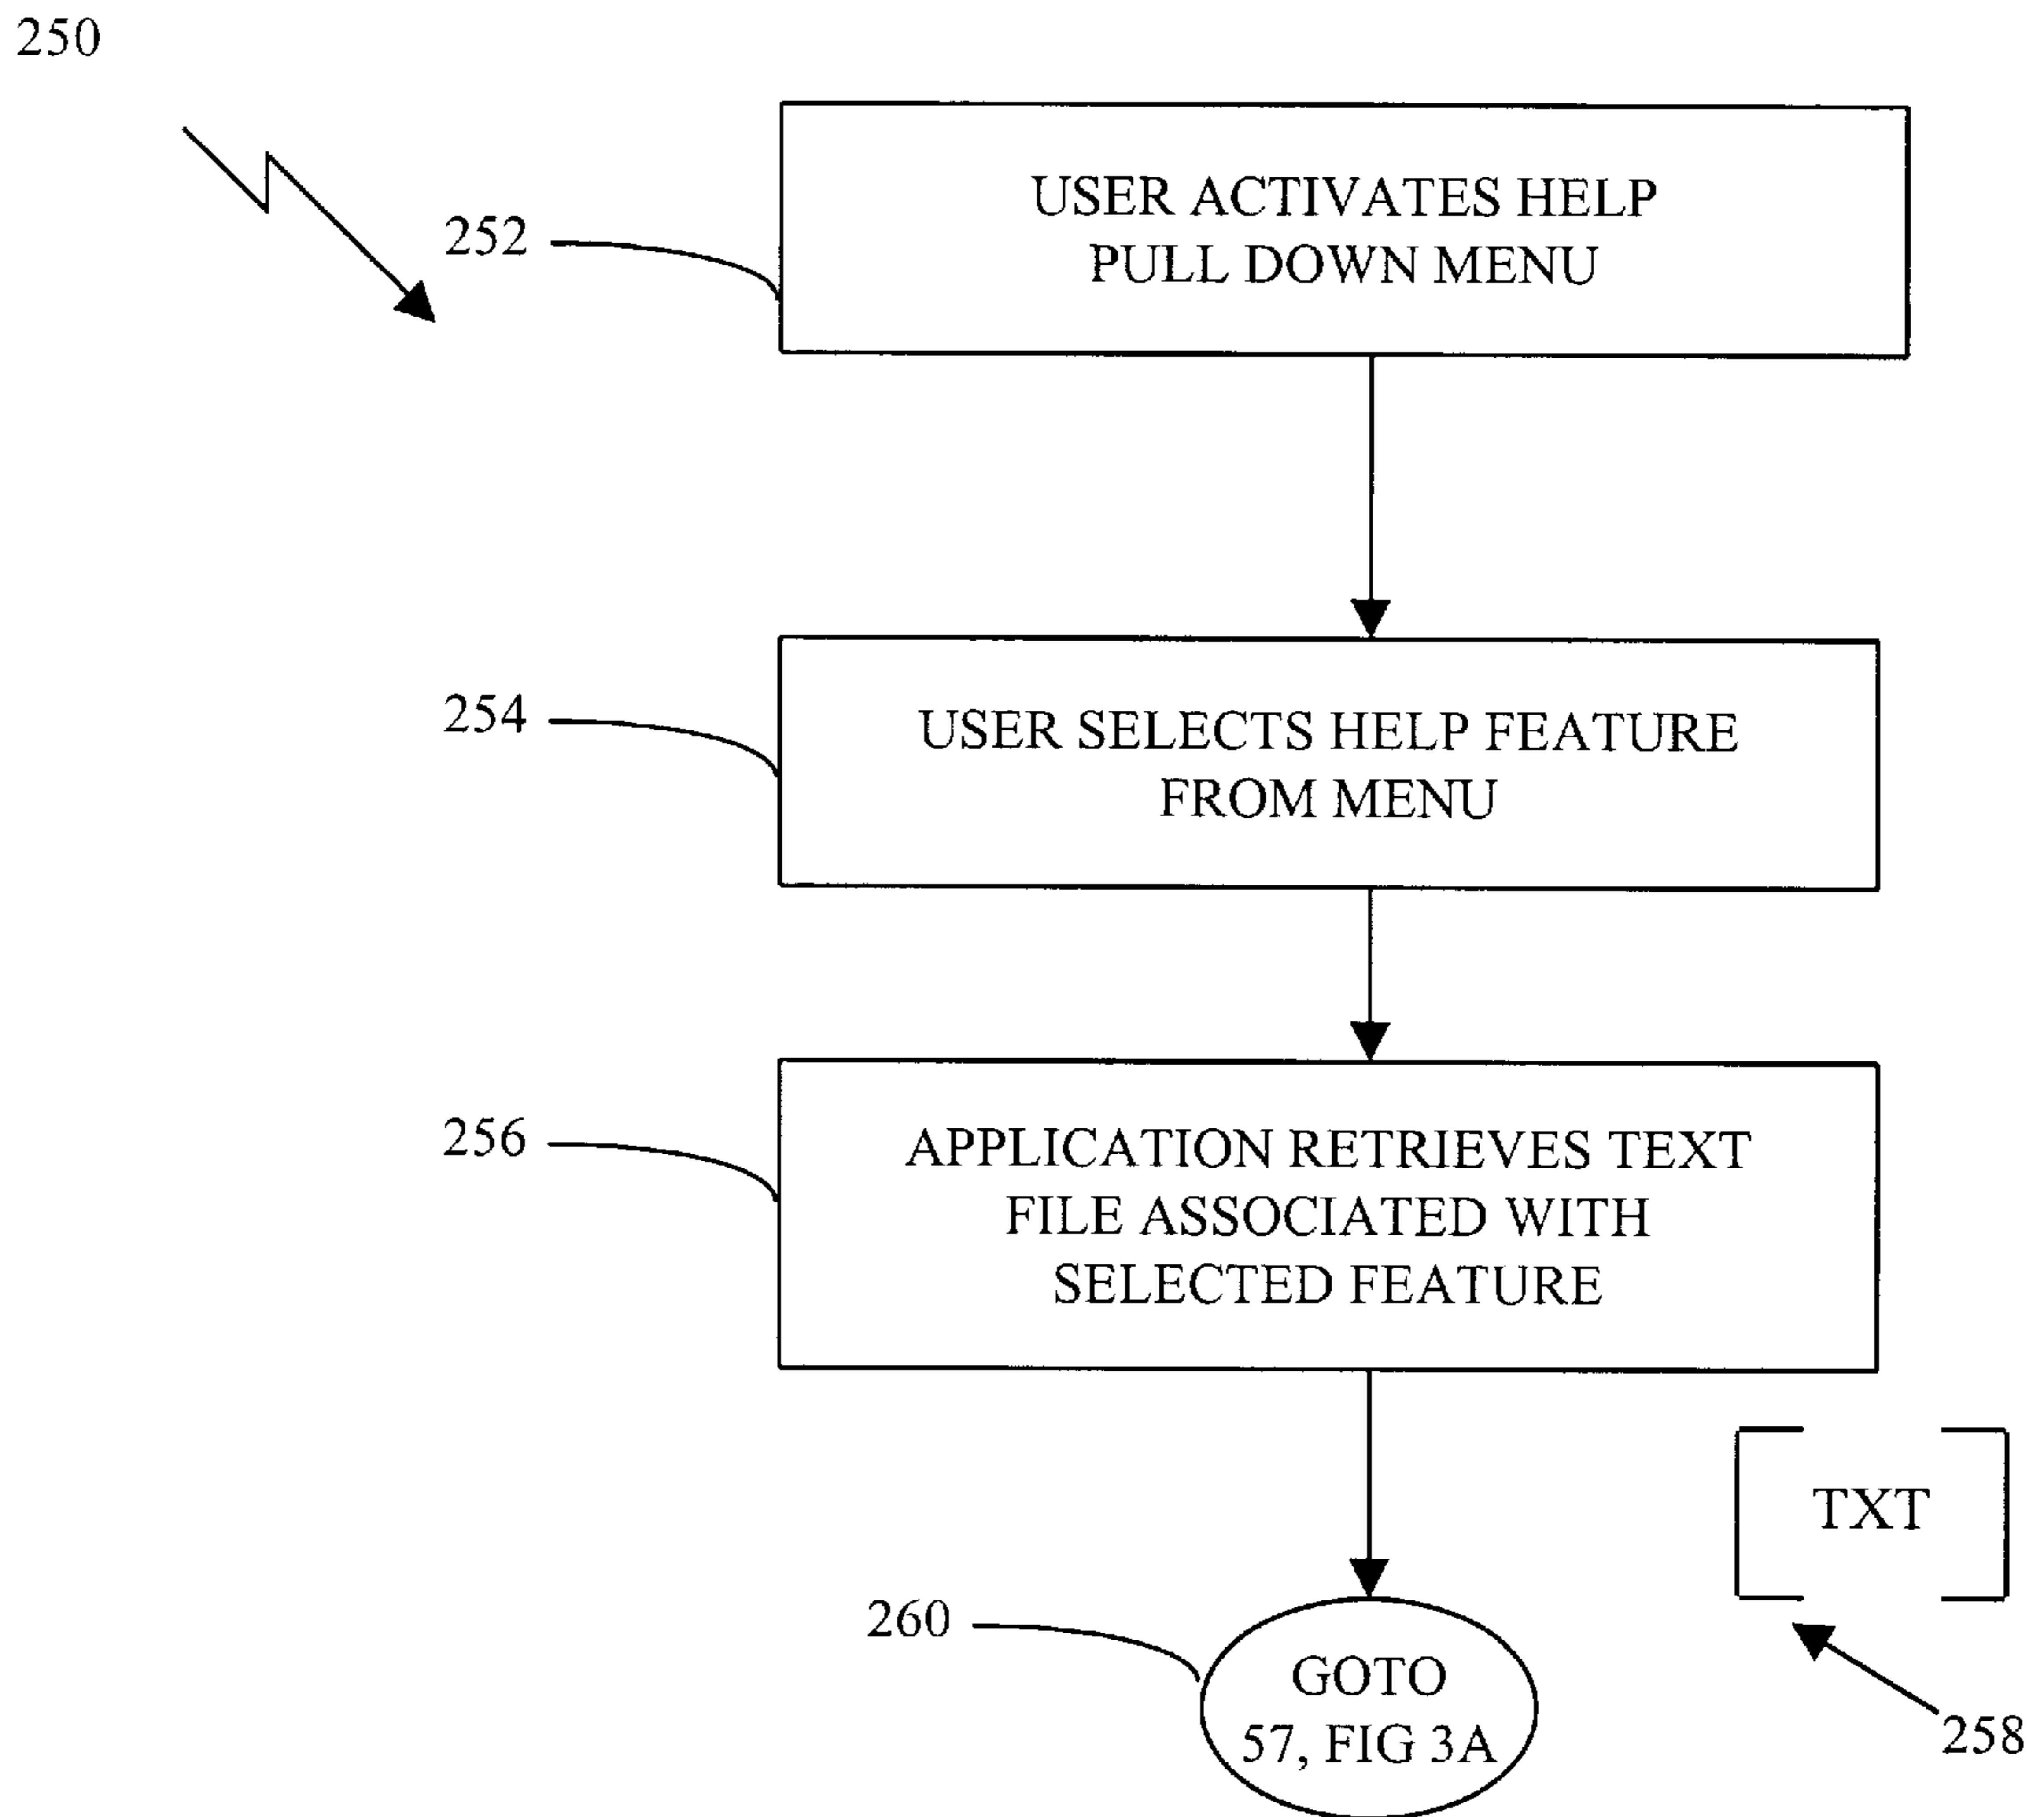 250
252
USER ACTIVATES HELP
PULL DOWN MENU
254
USER SELECTS HELP FEATURE
FROM MENU
256
APPLICATION RETRIEVES TEXT
FILE ASSOCIATED WITH
SELECTED FEATURE
TXT
258
260
GOTO
57, FIG 3A